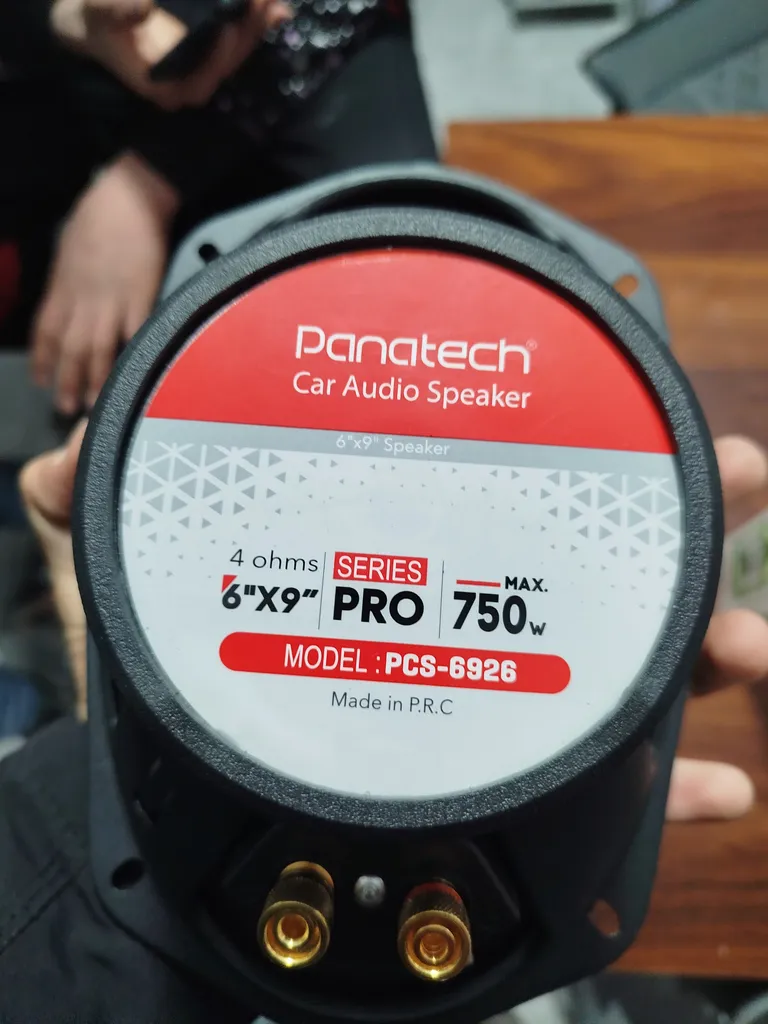 Panatech®
Car Audio Speaker
6"x9" Speaker
4 ohms
6"X9"
SERIES
PRO
MAX.
750w
MODEL : PCS-6926
Made in P.R.C